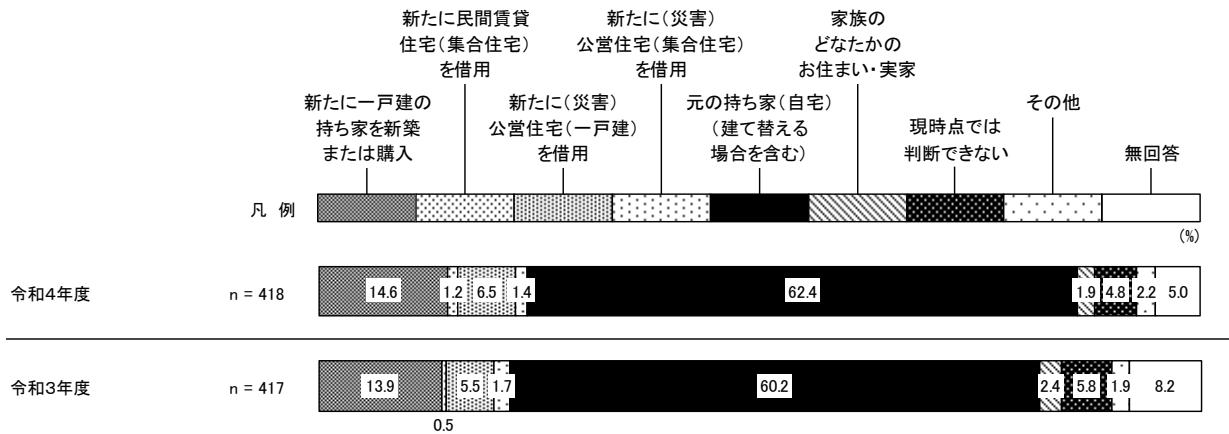 新たに民間賃貸
住宅(集合住宅)
を借用
新たに(災害)
公営住宅(集合住宅)
を借用
家族の
どなたかの
お住まい・実家
新たに一戸建の
持ち家を新築
または購入
新たに(災害)
公営住宅(一戸建)
を借用
元の持ち家(自宅)
(建て替える
場合を含む)
現時点では
判断できない
その他
無回答
凡 例
(%)
令和4年度 n = 418 14.6 1.2 6.5 1.4 62.4 1.9 4.8 2.2 5.0
令和3年度 n = 417 13.9 5.5 1.7 60.2 2.4 5.8 1.9 8.2
0.5